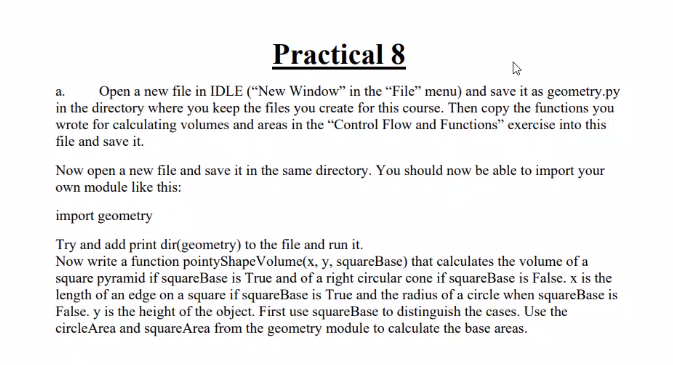 Practical 8
a. Open a new file in IDLE (“New Window” in the “File” menu) and save it as geometry.py
in the directory where you keep the files you create for this course. Then copy the functions you
wrote for calculating volumes and areas in the “Control Flow and Functions” exercise into this
file and save it.
Now open a new file and save it in the same directory. You should now be able to import your
own module like this:
import geometry
Try and add print dir(geometry) to the file and run it.
Now write a function pointyShapeVolume(x, y, squareBase) that calculates the volume of a
square pyramid if squareBase is True and of a right circular cone if squareBase is False. x is the
length of an edge on a square if squareBase is True and the radius of a circle when squareBase is
False. y is the height of the object. First use squareBase to distinguish the cases. Use the
circleArea and squareArea from the geometry module to calculate the base areas.